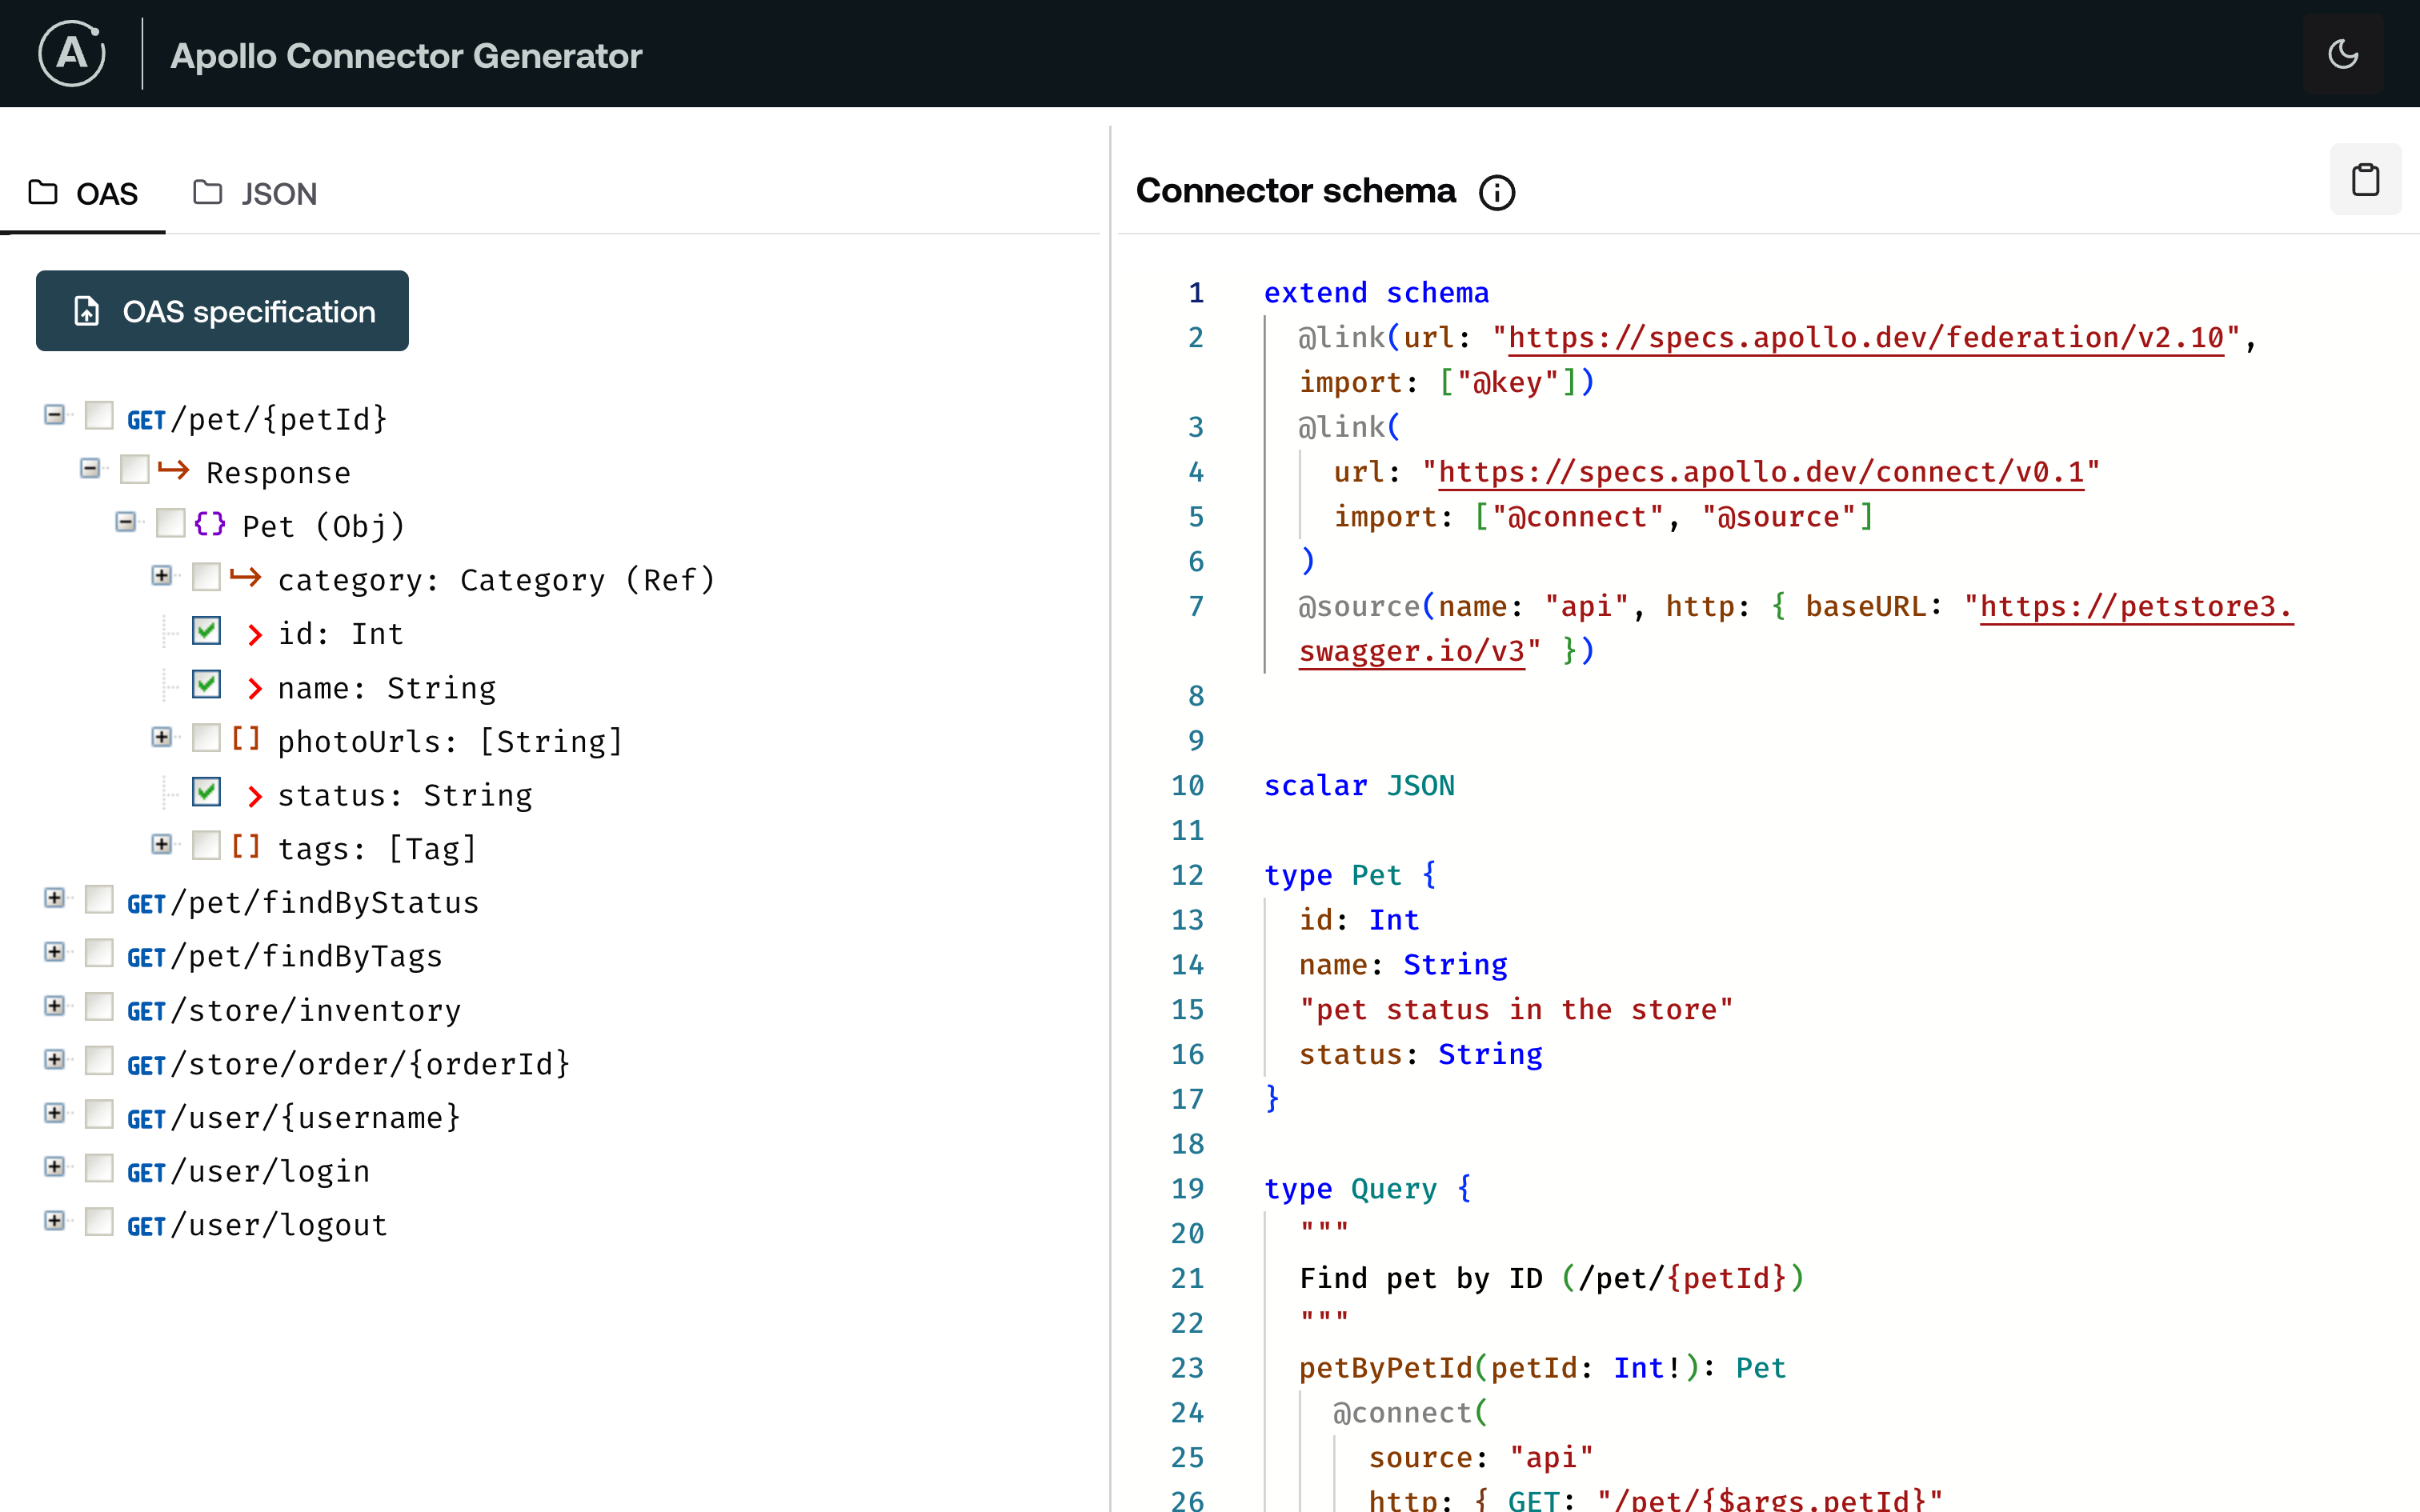 A
Apollo Connector Generator
OAS
JSON
OAS specification
GET /pet/{petId}
Response
{} Pet (Obj)
category: Category (Ref)
id: Int
name: String
[] photoUrls: [String]
status: String
[] tags: [Tag]
GET /pet/findByStatus
GET /pet/findByTags
GET /store/inventory
GET /store/order/{orderId}
GET /user/{username}
GET /user/login
GET /user/logout
Connector schema
1 extend schema
2 @link(url: "https://specs.apollo.dev/federation/v2.10",
import: ["@key"])
3 @link(
4 url: "https://specs.apollo.dev/connect/v0.1"
5 import: ["@connect", "@source"]
6 )
7 @source(name: "api", http: { baseURL: "https://petstore3.
swagger.io/v3" })
8
9
10 scalar JSON
11
12 type Pet {
13 id: Int
14 name: String
15 "pet status in the store"
16 status: String
17 }
18
19 type Query {
20 """
21 Find pet by ID (/pet/{petId})
22 """
23 petByPetId(petId: Int!): Pet
24 @connect(
25 source: "api"
26 http: { GET: "/pet/{$args.petId}"